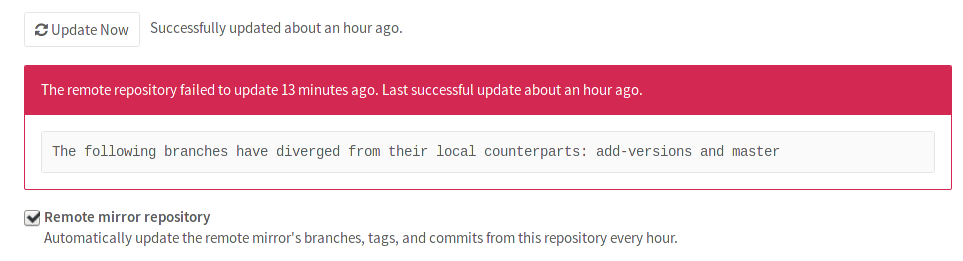 Update Now Successfully updated about an hour ago.
The remote repository failed to update 13 minutes ago. Last successful update about an hour ago.
The following branches have diverged from their local counterparts: add-versions and master
Remote mirror repository
Automatically update the remote mirror's branches, tags, and commits from this repository every hour.